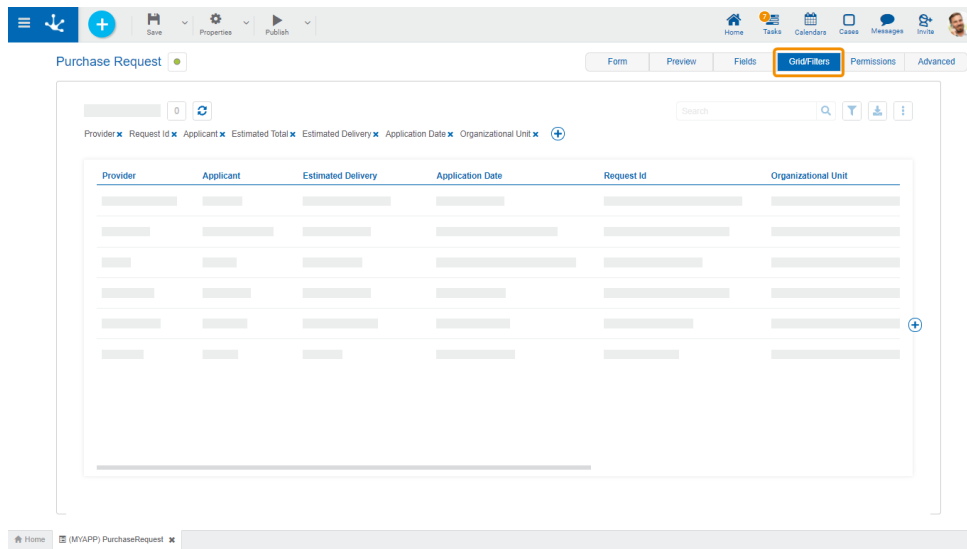 Save Properties Publish Home 7 Tasks Calendars Cases Messages Invite
Purchase Request Form Preview Fields Grid/Filters Permissions Advanced
0 Search
Provider x Request Id x Applicant x Estimated Total x Estimated Delivery x Application Date x Organizational Unit x
Provider Applicant Estimated Delivery Application Date Request Id Organizational Unit
Home (MYAPP) PurchaseRequest x